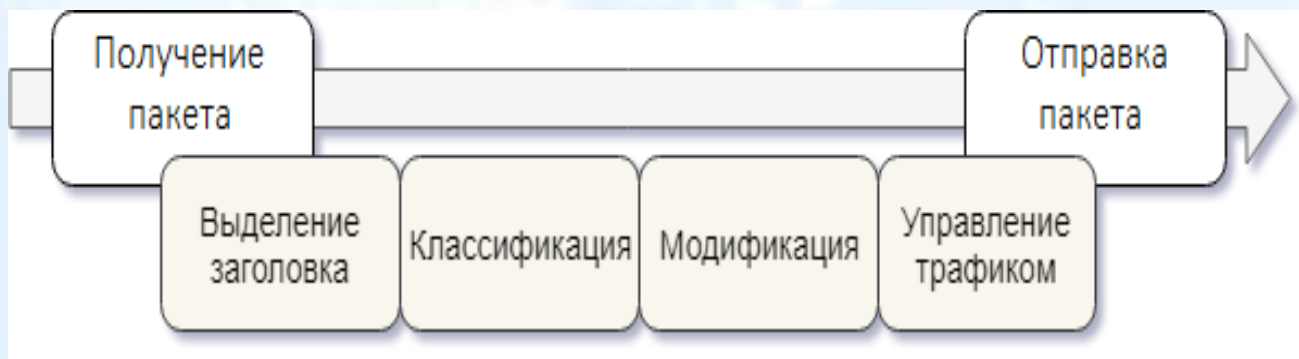 Получение
пакета
Отправка
пакета
Выделение
заголовка
Классификация
Модификация
Управление
трафиком